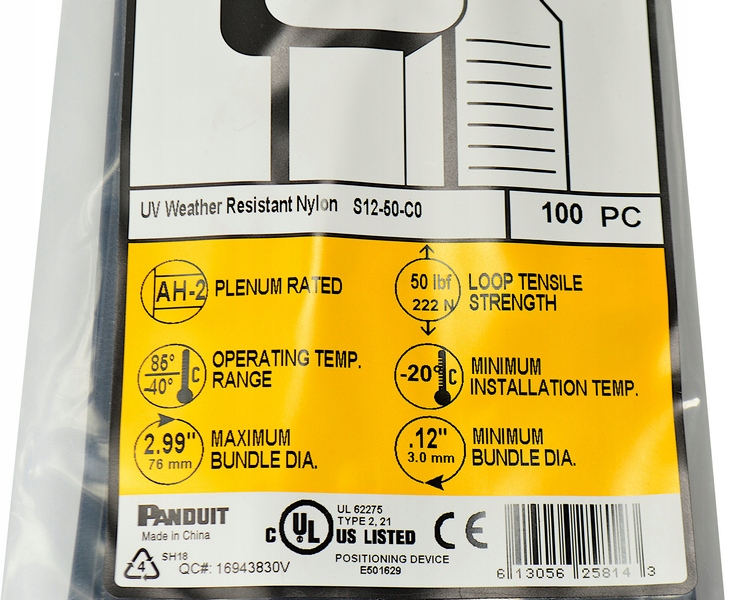 UV Weather Resistant Nylon S12-50-C0
100 PC
AH-2 PLENUM RATED
50 lbf
222 N
LOOP TENSILE
STRENGTH
85°
-40°
C
OPERATING TEMP.
RANGE
-20° C
MINIMUM
INSTALLATION TEMP.
2.99"
76 mm
MAXIMUM
BUNDLE DIA.
.12"
3.0 mm
MINIMUM
BUNDLE DIA.
PANDUIT
Made in China
4
SH18
QC#: 16943830V
C UL US LISTED
UL 62275
TYPE 2, 21
POSITIONING DEVICE
E501629
CE
6 13056 25814 3